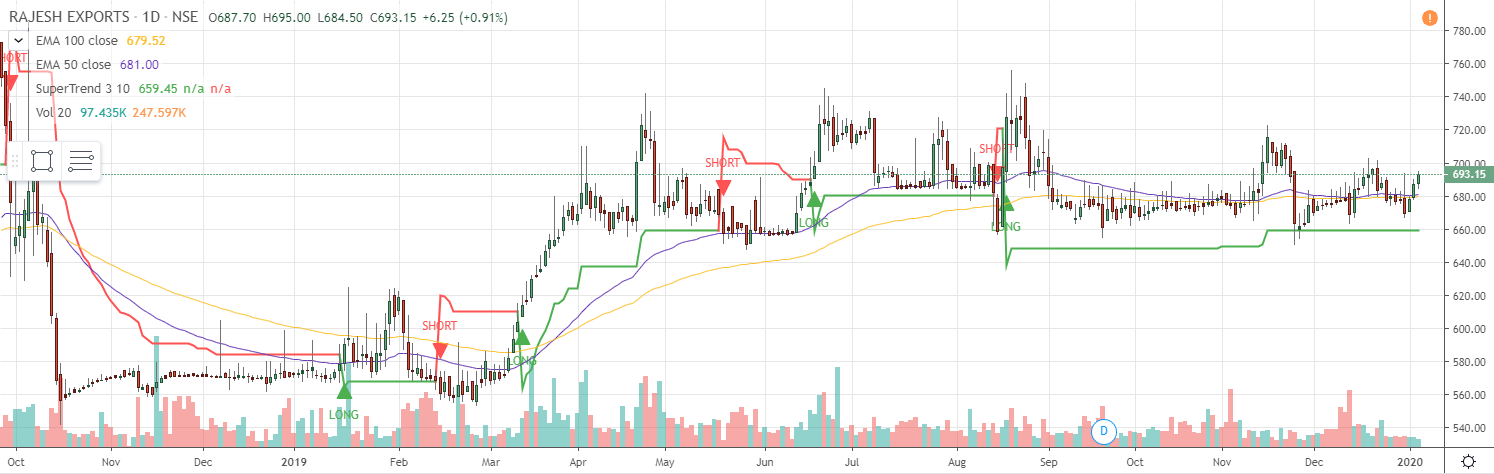 RAJESH EXPORTS · 1D · NSE O687.70 H695.00 L684.50 C693.15 +6.25 (+0.91%)
EMA 100 close 679.52
EMA 50 close 681.00
SuperTrend 3 10 659.45 n/a n/a
Vol 20 97.435K 247.597K
SHORT
SHORT
SHORT
SHORT
LONG
LONG
LONG
LONG
D
780.00
760.00
740.00
720.00
700.00
693.15
680.00
660.00
640.00
620.00
600.00
580.00
560.00
540.00
Oct Nov Dec 2019 Feb Mar Apr May Jun Jul Aug Sep Oct Nov Dec 2020